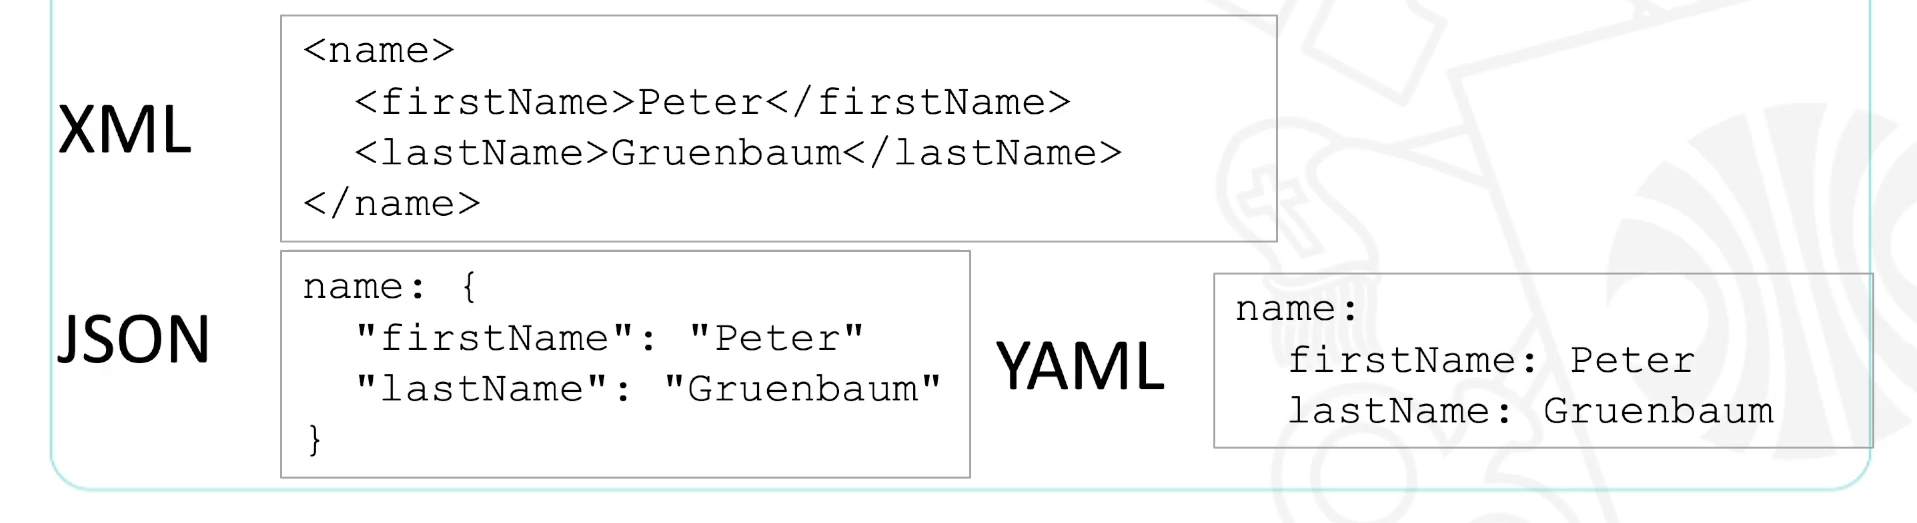 XML
<name>
  <firstName>Peter</firstName>
  <lastName>Gruenbaum</lastName>
</name>
JSON
name: {
  "firstName": "Peter"
  "lastName": "Gruenbaum"
}
YAML
name:
  firstName: Peter
  lastName: Gruenbaum